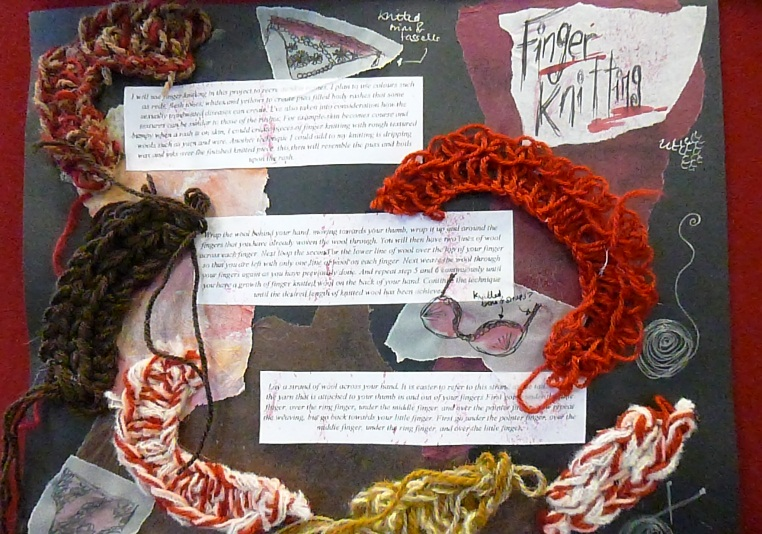 knitted
trims &
tassells
Finger
Knitting
I will use finger knitting in this project to I plan to use colours such
as reds, flesh tones, whites and yellows to create puss filled body rashes that some
sexually transmitted diseases can create. I've also taken into consideration how the
textures can be similar to those of the rashes. For example skin becomes coarse and
bumpy when a rash is on skin, I could create pieces of finger knitting with rough textured
wools such as yarn and wire. Another technique I could add to my knitting is dripping
wax and inks over the finished knitted piece, this then will resemble the puss and boils
upon the rash.
Wrap the wool behind your hand, moving towards your thumb, wrap it up and around the
fingers that you have already woven the wool through. You will then have two lines of wool
across each finger. Next loop the lower line of wool over the top of your finger
so that you are left with only one line of wool on each finger. Next weave the wool through
your fingers again as you have previously done. And repeat step 5 and 6 continuously until
you have a growth of finger knitted wool on the back of your hand. Continue the technique
until the desired length of knitted wool has been achieved.
Knitted
bra straps?
Lay a strand of wool across your hand. It is easier to refer to this
the yarn that is attached to your thumb in and out of your fingers. First go under the
finger, over the ring finger, under the middle finger, and over the pointer finger. repeat
the weaving, but go back towards your little finger. First go under the pointer finger, over the
middle finger, under the ring finger, and over the little finger.